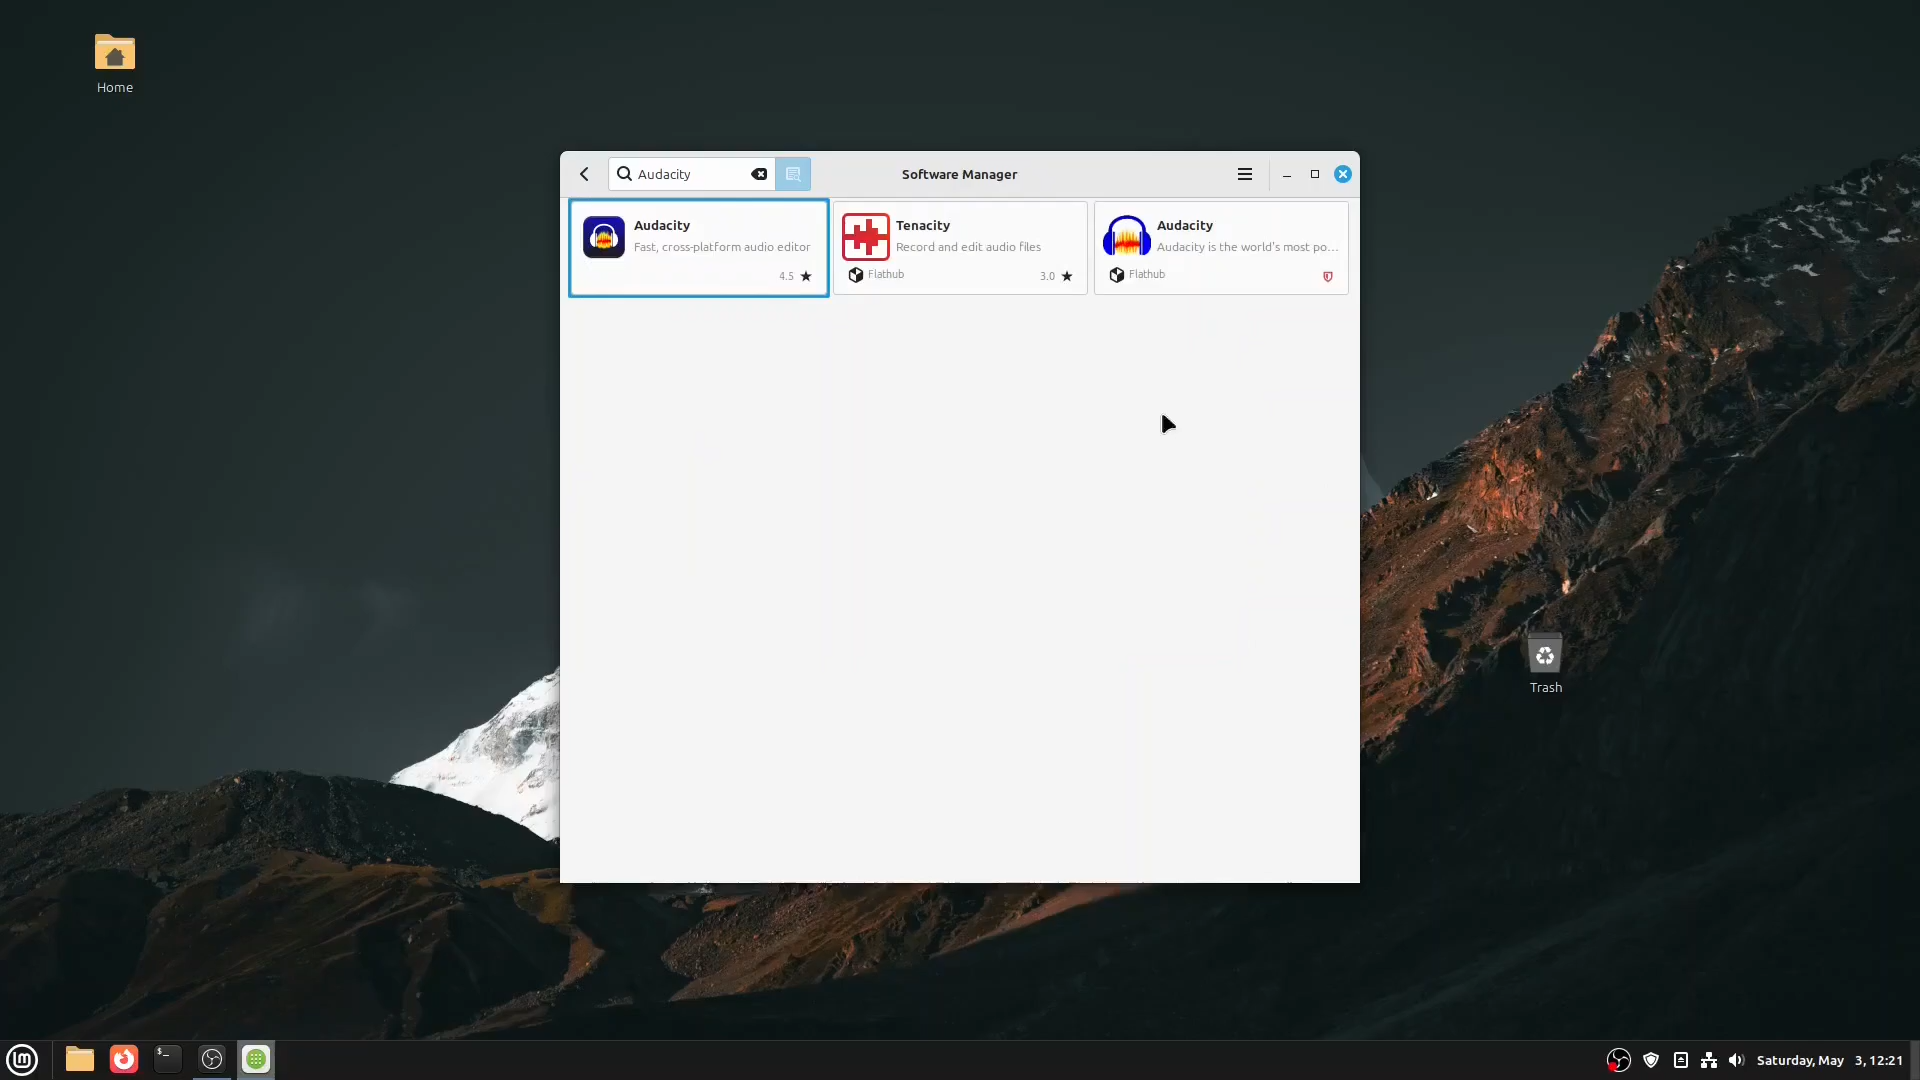 Home
Audacity
Software Manager
Audacity
Fast, cross-platform audio editor
4.5
Tenacity
Record and edit audio files
Flathub
3.0
Audacity
Audacity is the world's most po...
Flathub
Trash
Saturday, May 3, 12:21